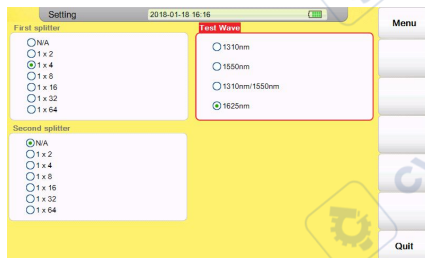 Setting 2018-01-18 16:16
Menu
First splitter
N/A
1 x 2
1 x 4
1 x 8
1 x 16
1 x 32
1 x 64
Test Wave
1310nm
1550nm
1310nm/1550nm
1625nm
Second splitter
N/A
1 x 2
1 x 4
1 x 8
1 x 16
1 x 32
1 x 64
Quit